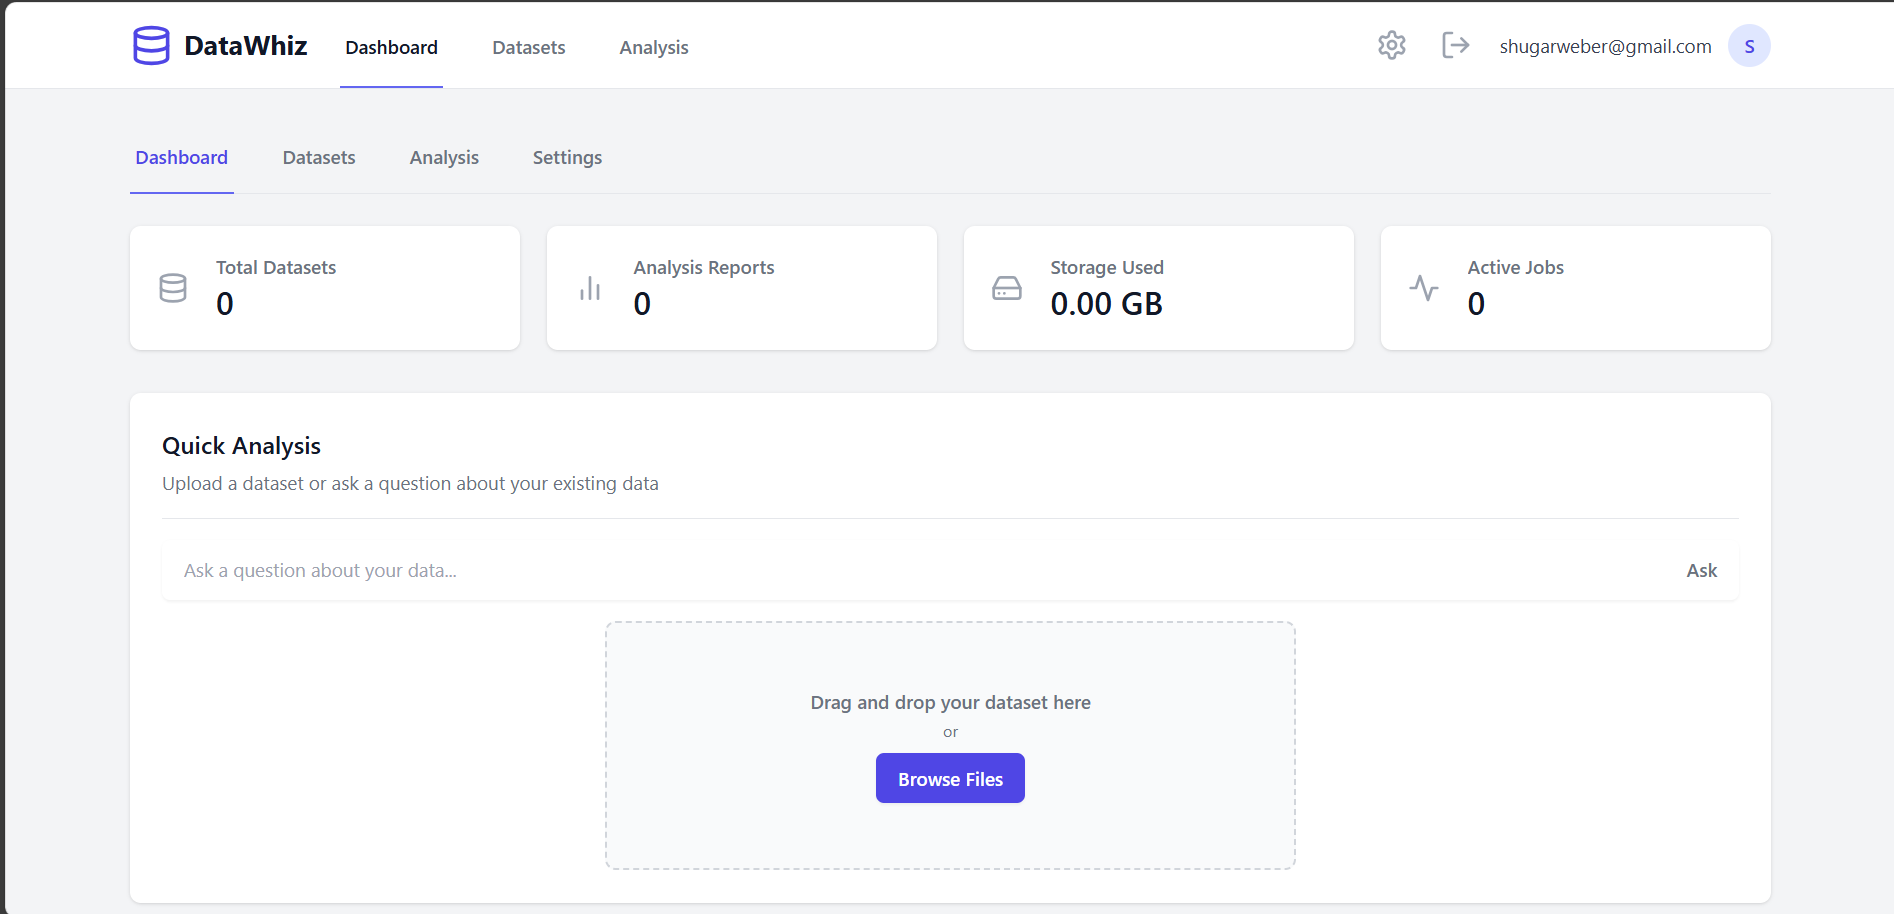 DataWhiz
Dashboard
Datasets
Analysis
shugarweber@gmail.com
S
Dashboard
Datasets
Analysis
Settings
Total Datasets
0
Analysis Reports
0
Storage Used
0.00 GB
Active Jobs
0
Quick Analysis
Upload a dataset or ask a question about your existing data
Ask a question about your data...
Ask
Drag and drop your dataset here
or
Browse Files